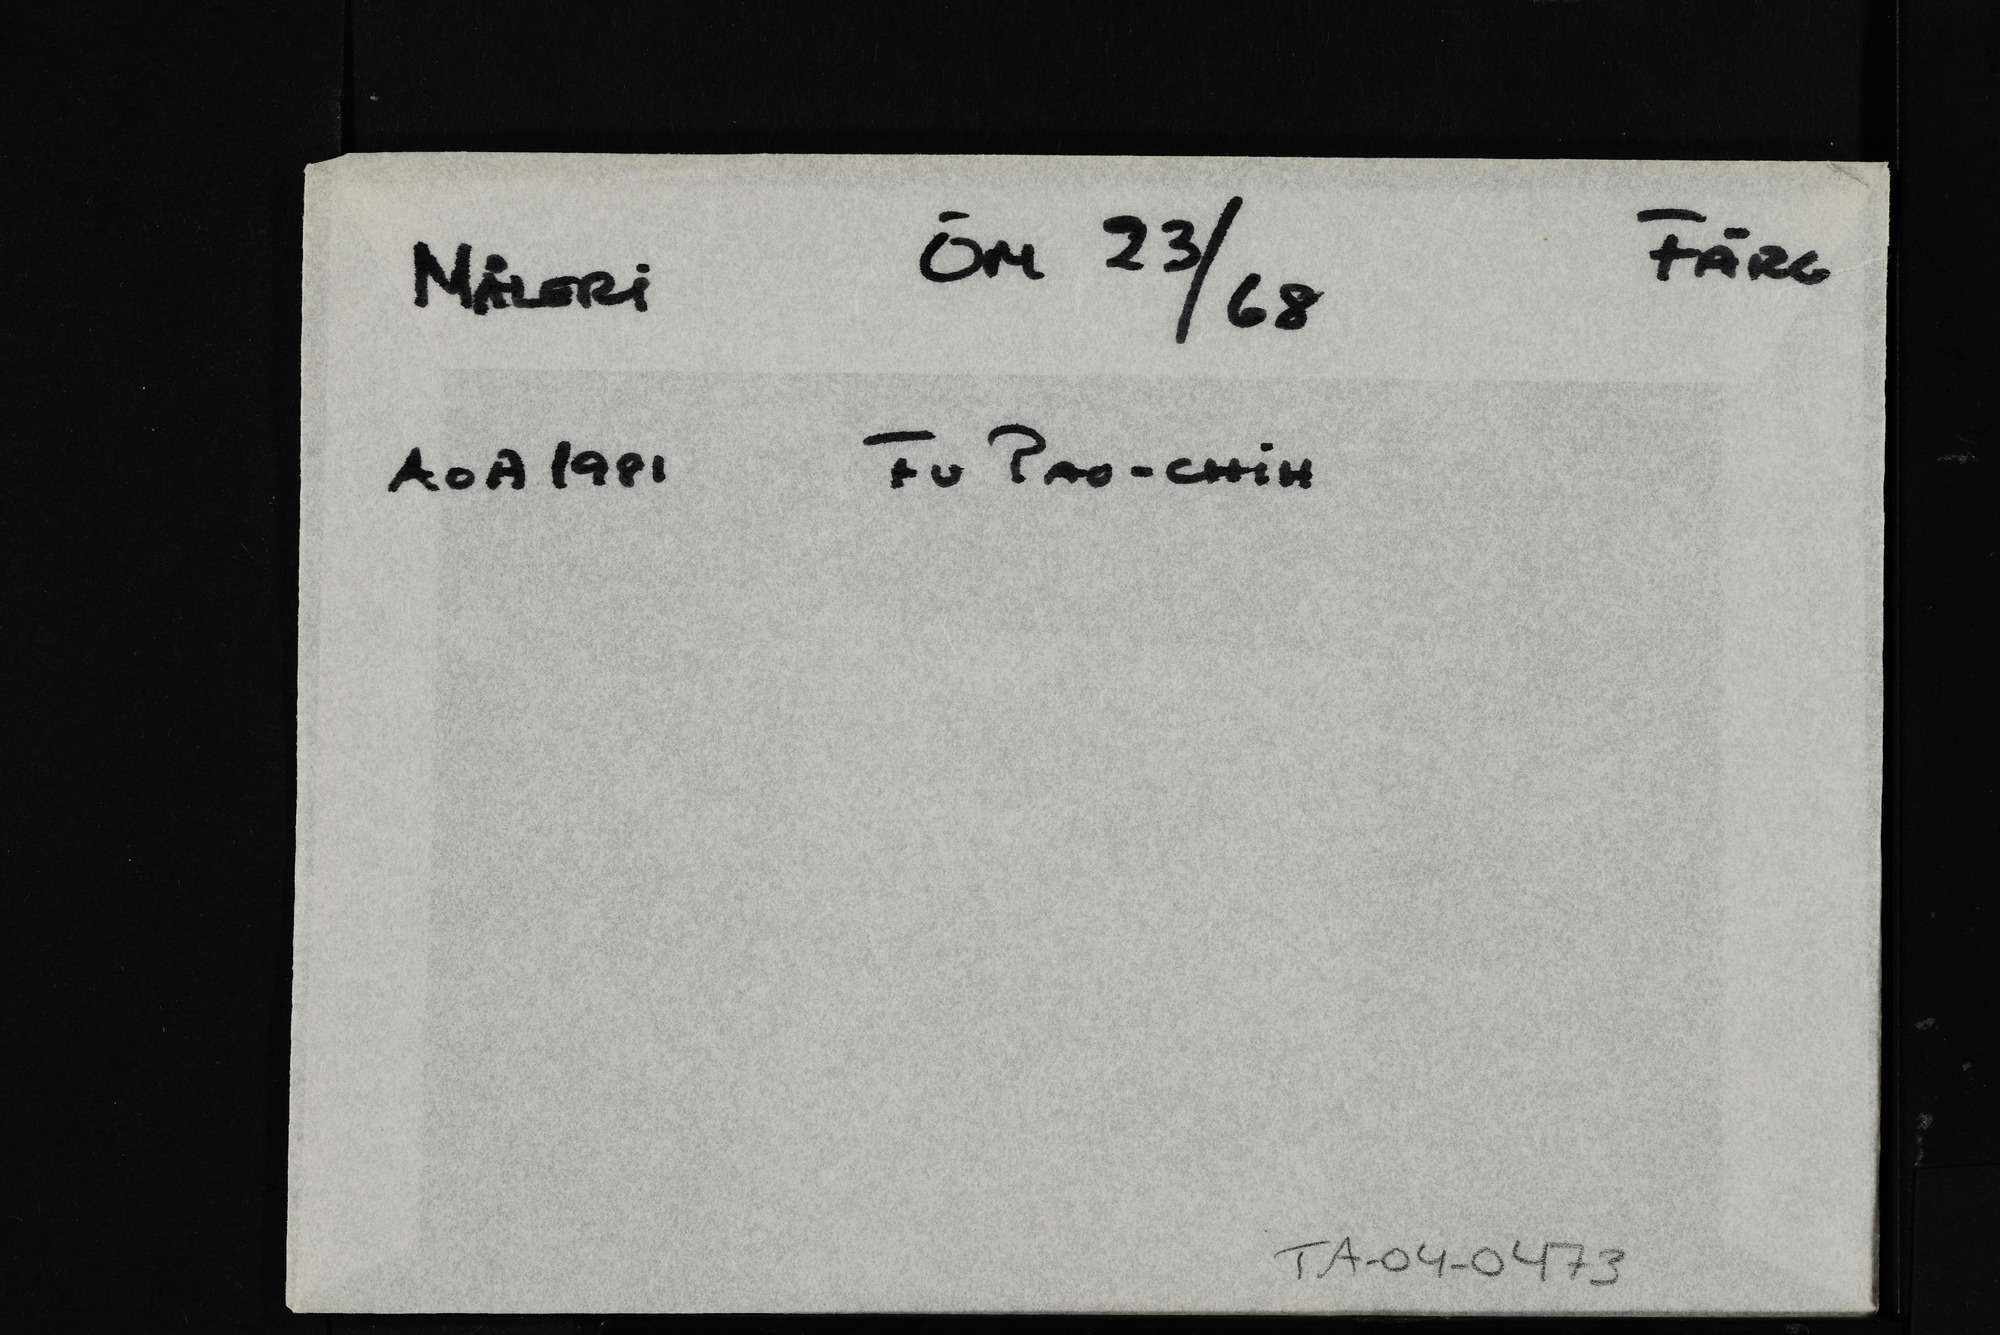 MÅLERi ÖM 23/68 FÄRG
AOA 1981 FU PAO-CHiH
TA-04-0473